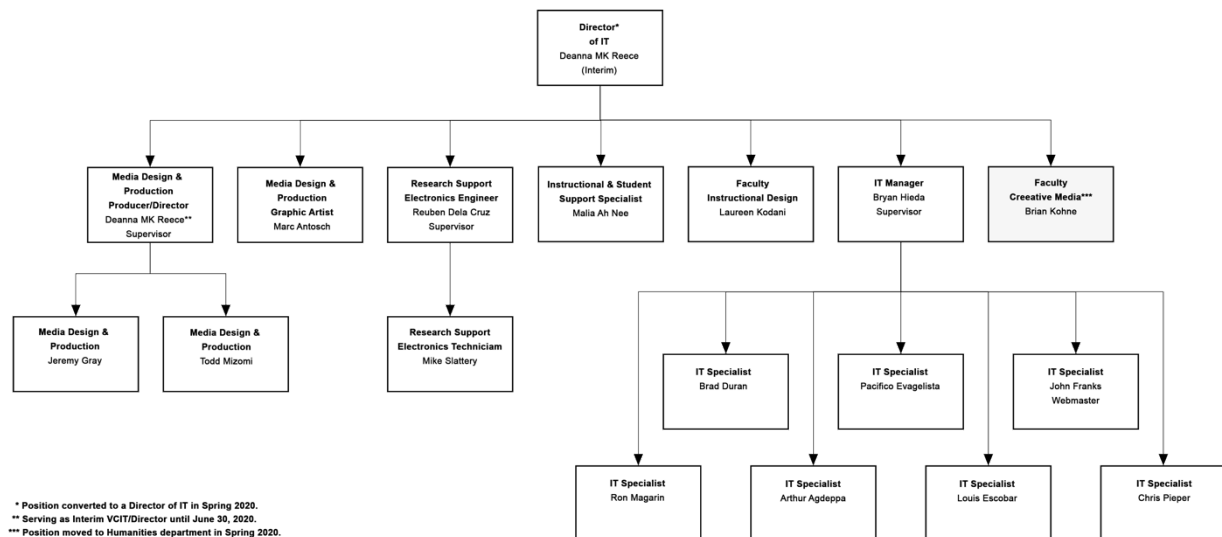 Director*
of IT
Deanna MK Reece
(Interim)
Media Design &
Production
Producer/Director
Deanna MK Reece**
Supervisor
Media Design &
Production
Graphic Artist
Marc Antosch
Research Support
Electronics Engineer
Reuben Dela Cruz
Supervisor
Instructional & Student
Support Specialist
Malia Ah Nee
Faculty
Instructional Design
Laureen Kodani
IT Manager
Bryan Hieda
Supervisor
Faculty
Creeative Media***
Brian Kohne
Media Design &
Production
Jeremy Gray
Media Design &
Production
Todd Mizomi
Research Support
Electronics Techniciam
Mike Slattery
IT Specialist
Brad Duran
IT Specialist
Pacifico Evagelista
IT Specialist
John Franks
Webmaster
IT Specialist
Ron Magarin
IT Specialist
Arthur Agdeppa
IT Specialist
Louis Escobar
IT Specialist
Chris Pieper
* Position converted to a Director of IT in Spring 2020.
** Serving as Interim VCIT/Director until June 30, 2020.
*** Position moved to Humanities department in Spring 2020.